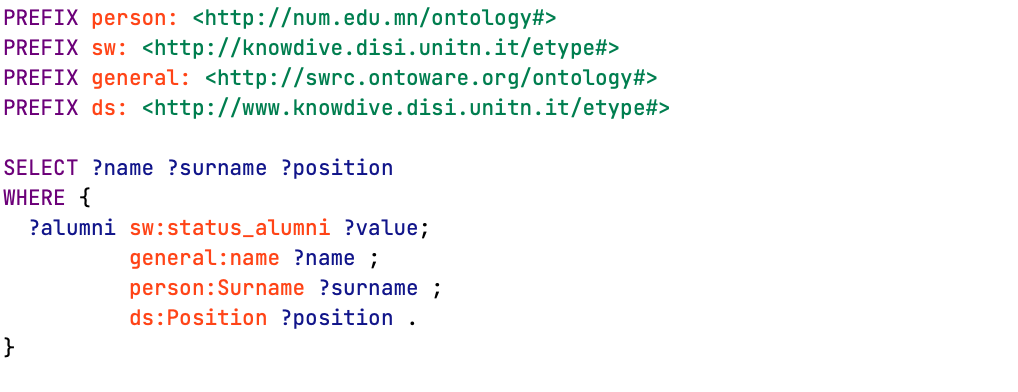 PREFIX person: <http://num.edu.mn/ontology#>
PREFIX sw: <http://knowdive.disi.unitn.it/etype#>
PREFIX general: <http://swrc.ontoware.org/ontology#>
PREFIX ds: <http://www.knowdive.disi.unitn.it/etype#>
SELECT ?name ?surname ?position
WHERE {
?alumni sw:status_alumni ?value;
general:name ?name ;
person:Surname ?surname ;
ds:Position ?position .
}